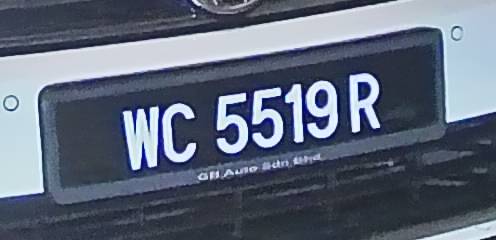 WC 5519 R
GB Auto Sdn Bhd